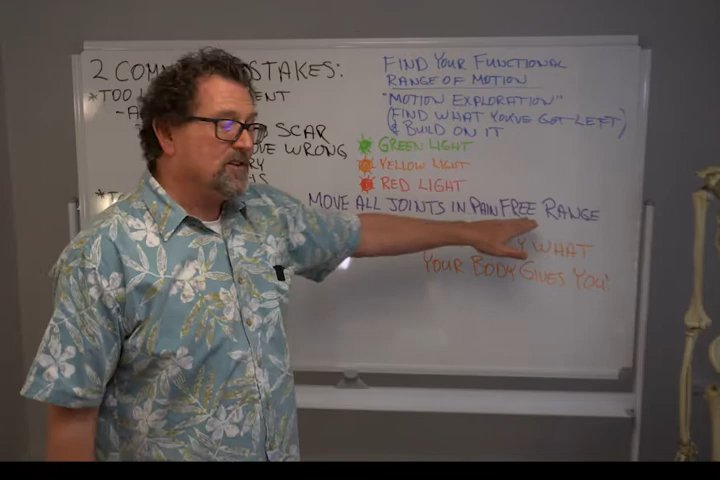 2 COMM STAKES:
*TOO ENT
SCAR
OVE WRONG,
FIND YOUR FUNCTIONAL
RANGE OF MOTION
"MOTION EXPLORATION"
(FIND WHAT YOU'VE GOT LEFT)
& BUILD ON IT
GREEN LIGHT
YELLOW LIGHT
RED LIGHT
MOVE ALL JOINTS IN PAIN FREE RANGE
WHAT
YOUR BODY GIVES YOU'